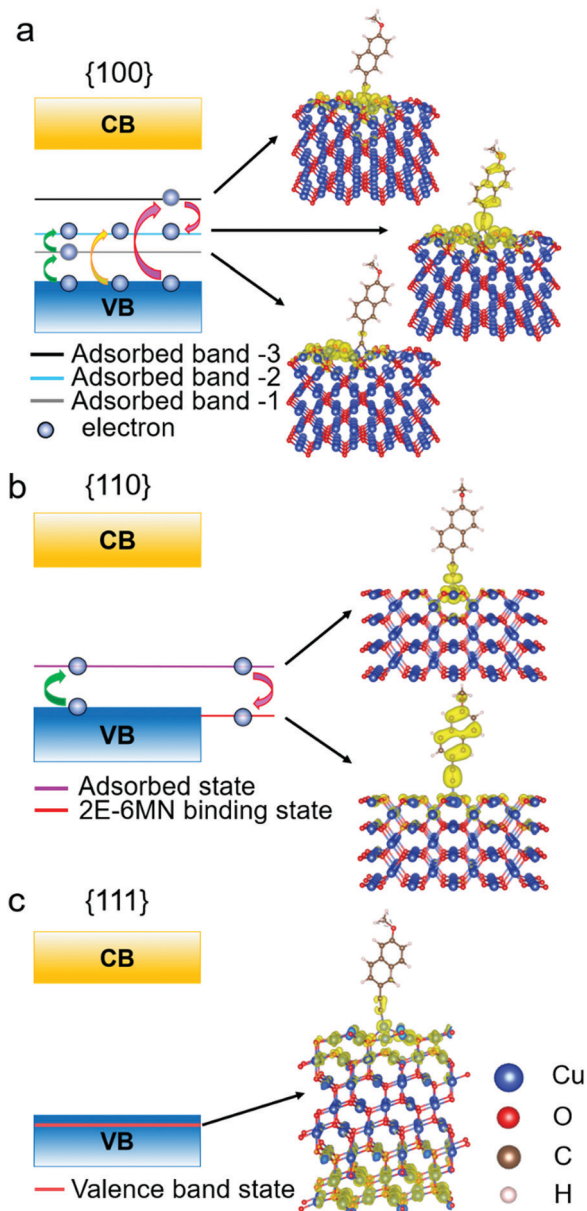 a
{100}
CB
VB
Adsorbed band -3
Adsorbed band -2
Adsorbed band -1
electron
b
{110}
CB
VB
Adsorbed state
2E-6MN binding state
c
{111}
CB
VB
Valence band state
Cu
O
C
H